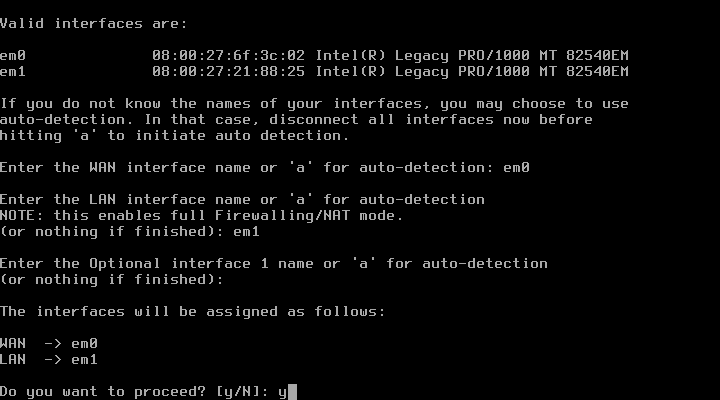 Valid interfaces are:
em0 08:00:27:6f:3c:02 Intel(R) Legacy PRO/1000 MT 82540EM
em1 08:00:27:21:88:25 Intel(R) Legacy PRO/1000 MT 82540EM
If you do not know the names of your interfaces, you may choose to use
auto-detection. In that case, disconnect all interfaces now before
hitting 'a' to initiate auto detection.
Enter the WAN interface name or 'a' for auto-detection: em0
Enter the LAN interface name or 'a' for auto-detection
NOTE: this enables full Firewalling/NAT mode.
(or nothing if finished): em1
Enter the Optional interface 1 name or 'a' for auto-detection
(or nothing if finished):
The interfaces will be assigned as follows:
WAN -> em0
LAN -> em1
Do you want to proceed? [y/N]: y